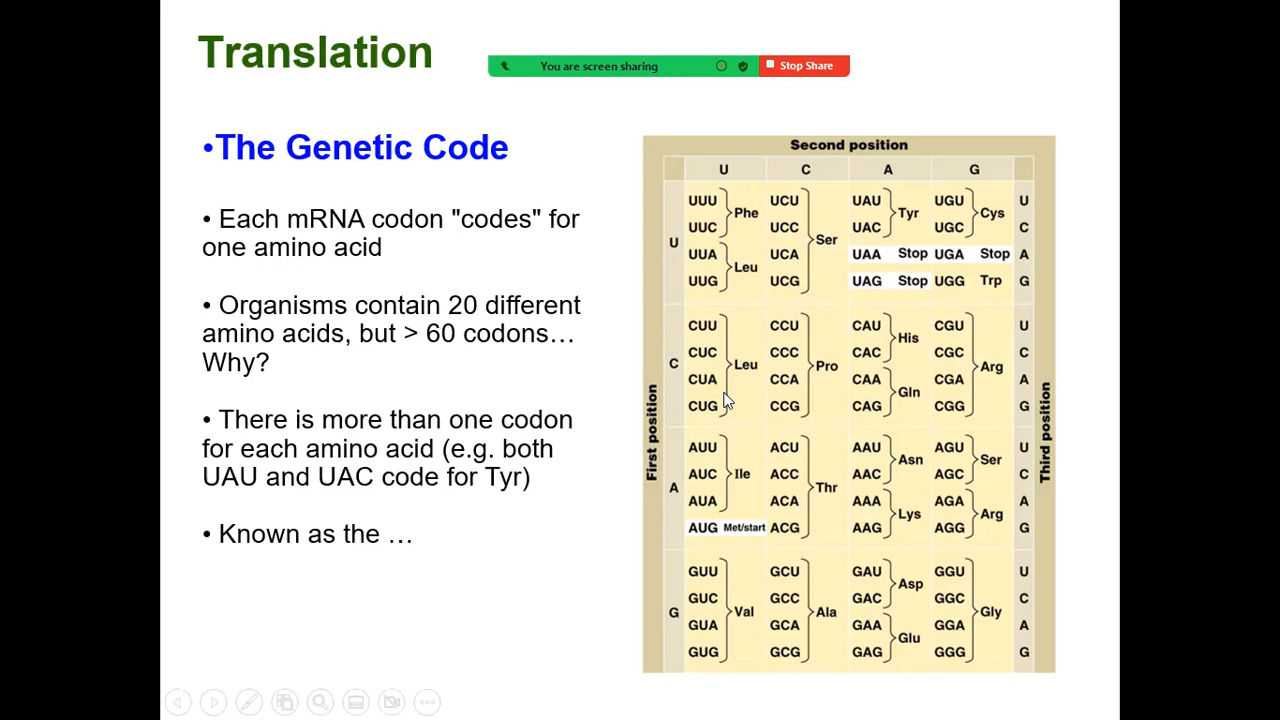 Translation
You are screen sharing
Stop Share
•The Genetic Code
• Each mRNA codon "codes" for
one amino acid
• Organisms contain 20 different
amino acids, but > 60 codons…
Why?
• There is more than one codon
for each amino acid (e.g. both
UAU and UAC code for Tyr)
• Known as the …
Second position
U C A G
First position
Third position
U
UUU UCU UAU UGU U
Phe Tyr Cys
UUC UCC UAC UGC C
Ser
UUA UCA UAA Stop UGA Stop A
Leu
UUG UCG UAG Stop UGG Trp G
C
CUU CCU CAU CGU U
His
CUC CCC CAC CGC C
Leu Pro Arg
CUA CCA CAA CGA A
Gln
CUG CCG CAG CGG G
A
AUU ACU AAU AGU U
Asn Ser
AUC Ile ACC AAC AGC C
Thr
AUA ACA AAA AGA A
Lys Arg
AUG Met/start ACG AAG AGG G
G
GUU GCU GAU GGU U
Asp
GUC GCC GAC GGC C
Val Ala Gly
GUA GCA GAA GGA A
Glu
GUG GCG GAG GGG G